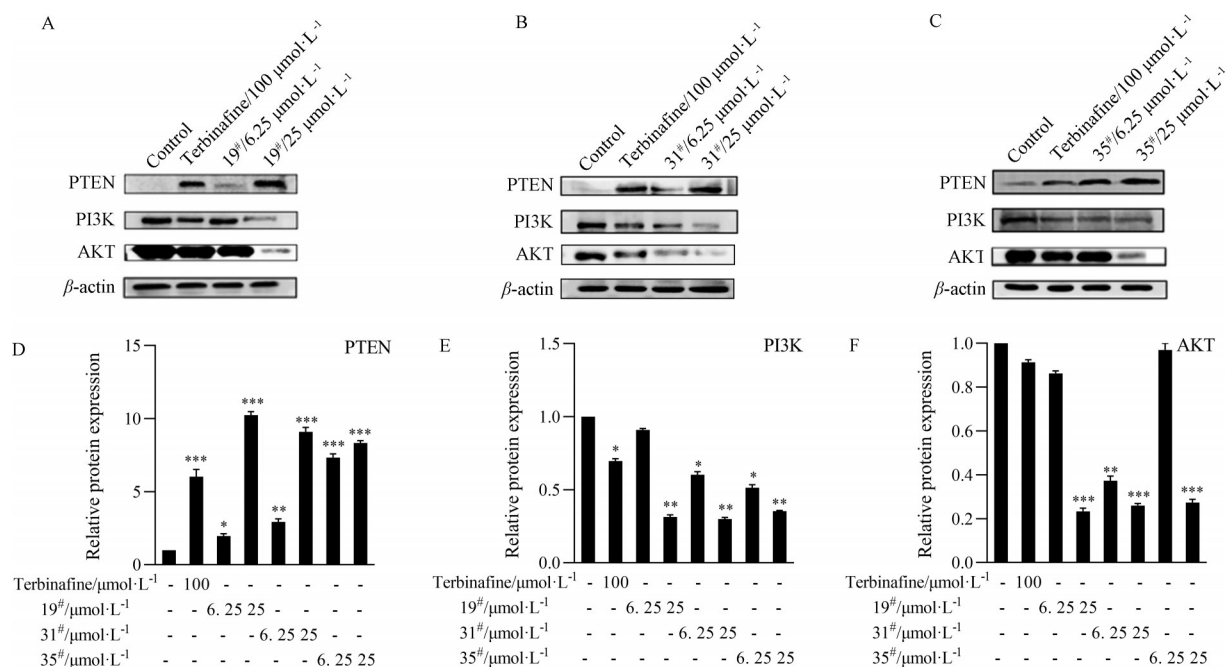 A
Control
Terbinafine/100 μmol·L⁻¹
19#/6.25 μmol·L⁻¹
19#/25 μmol·L⁻¹
PTEN
PI3K
AKT
β-actin
B
Control
Terbinafine/100 μmol·L⁻¹
31#/6.25 μmol·L⁻¹
31#/25 μmol·L⁻¹
PTEN
PI3K
AKT
β-actin
C
Control
Terbinafine/100 μmol·L⁻¹
35#/6.25 μmol·L⁻¹
35#/25 μmol·L⁻¹
PTEN
PI3K
AKT
β-actin
D
PTEN
Relative protein expression
15
10
5
0
***
*
***
**
***
***
***
Terbinafine/μmol·L⁻¹ - 100 - - - - - -
19#/μmol·L⁻¹ - - 6. 25 25 - - - -
31#/μmol·L⁻¹ - - - - 6. 25 25 - -
35#/μmol·L⁻¹ - - - - - - 6. 25 25
E
PI3K
Relative protein expression
1.5
1.0
0.5
0.0
*
**
*
**
*
**
Terbinafine/μmol·L⁻¹ - 100 - - - - - -
19#/μmol·L⁻¹ - - 6. 25 25 - - - -
31#/μmol·L⁻¹ - - - - 6. 25 25 - -
35#/μmol·L⁻¹ - - - - - - 6. 25 25
F
AKT
Relative protein expression
1.0
0.8
0.6
0.4
0.2
0.0
***
**
***
***
Terbinafine/μmol·L⁻¹ - 100 - - - - - -
19#/μmol·L⁻¹ - - 6. 25 25 - - - -
31#/μmol·L⁻¹ - - - - 6. 25 25 - -
35#/μmol·L⁻¹ - - - - - - 6. 25 25